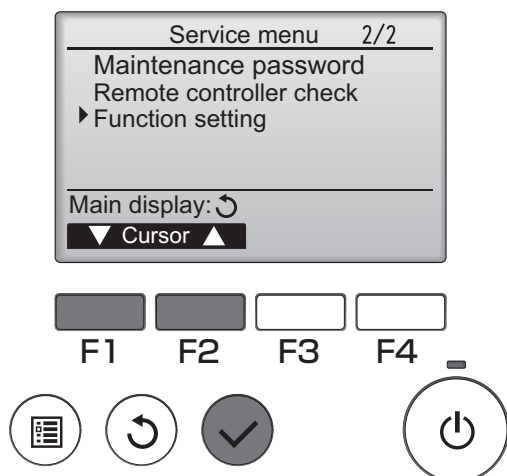 Service menu 2/2
Maintenance password
Remote controller check
Function setting
Main display:
Cursor
F1 F2 F3 F4